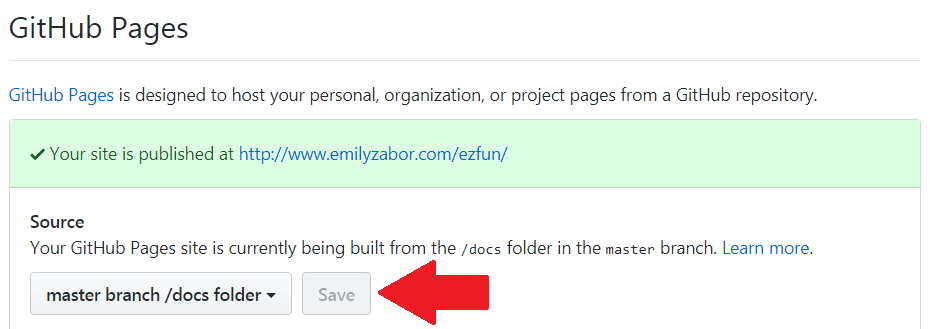 GitHub Pages
GitHub Pages is designed to host your personal, organization, or project pages from a GitHub repository.
✔ Your site is published at http://www.emilyzabor.com/ezfun/
Source
Your GitHub Pages site is currently being built from the /docs folder in the master branch. Learn more.
master branch /docs folder Save